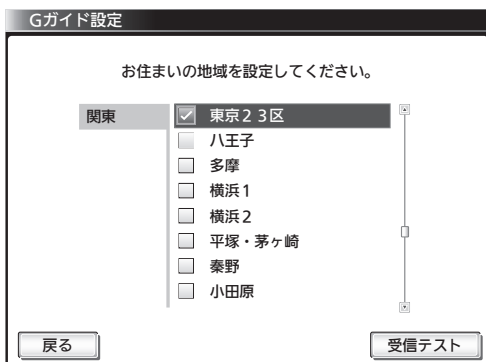 Gガイド設定
お住まいの地域を設定してください。
関東
東京23区
八王子
多摩
横浜1
横浜2
平塚・茅ヶ崎
秦野
小田原
戻る
受信テスト